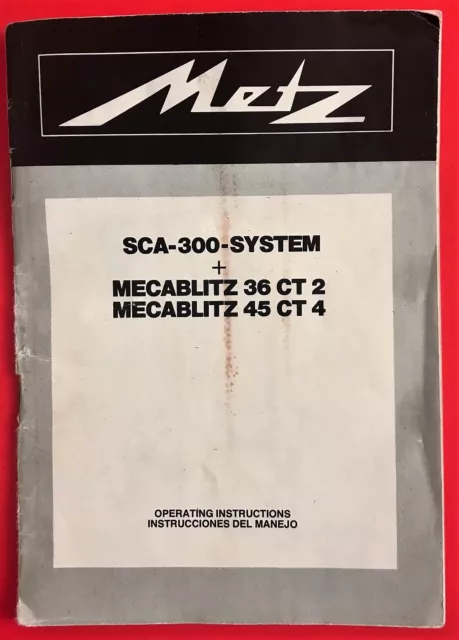 Metz
SCA-300-SYSTEM
+
MECABLITZ 36 CT 2
MECABLITZ 45 CT 4
OPERATING INSTRUCTIONS
INSTRUCCIONES DEL MANEJO